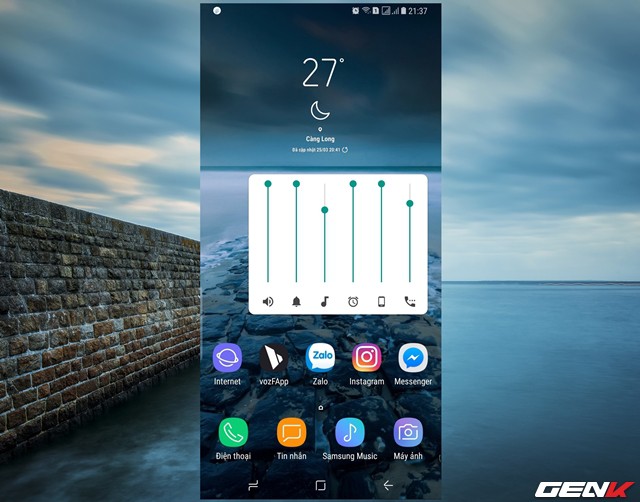 21:37
27°
Càng Long
Đã cập nhật 25/03 20:41
Internet
vozFApp
Zalo
Zalo
Instagram
Messenger
Điện thoại
Tin nhắn
Samsung Music
Máy ảnh
GENK